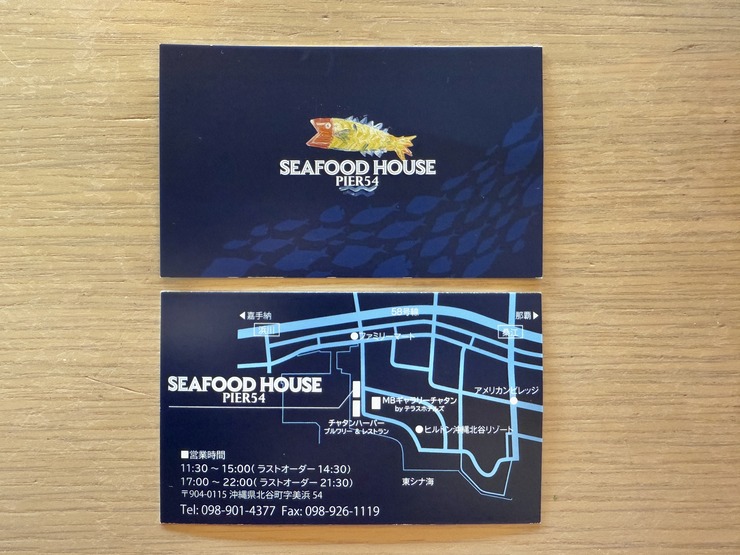 SEAFOOD HOUSE
PIER54
◀嘉手納
58号線
那覇▶
浜川
ファミリーマート
SEAFOOD HOUSE
PIER54
アメリカンビレッジ
MBギャラリーチャタン
by テラスホテルズ
チャタンハーバー
ブルワリー & レストラン
ヒルトン沖縄北谷リゾート
■営業時間
11:30 ～ 15:00( ラストオーダー 14:30)
17:00 ～ 22:00( ラストオーダー 21:30)
東シナ海
〒904-0115 沖縄県北谷町字美浜 54
Tel: 098-901-4377 Fax: 098-926-1119